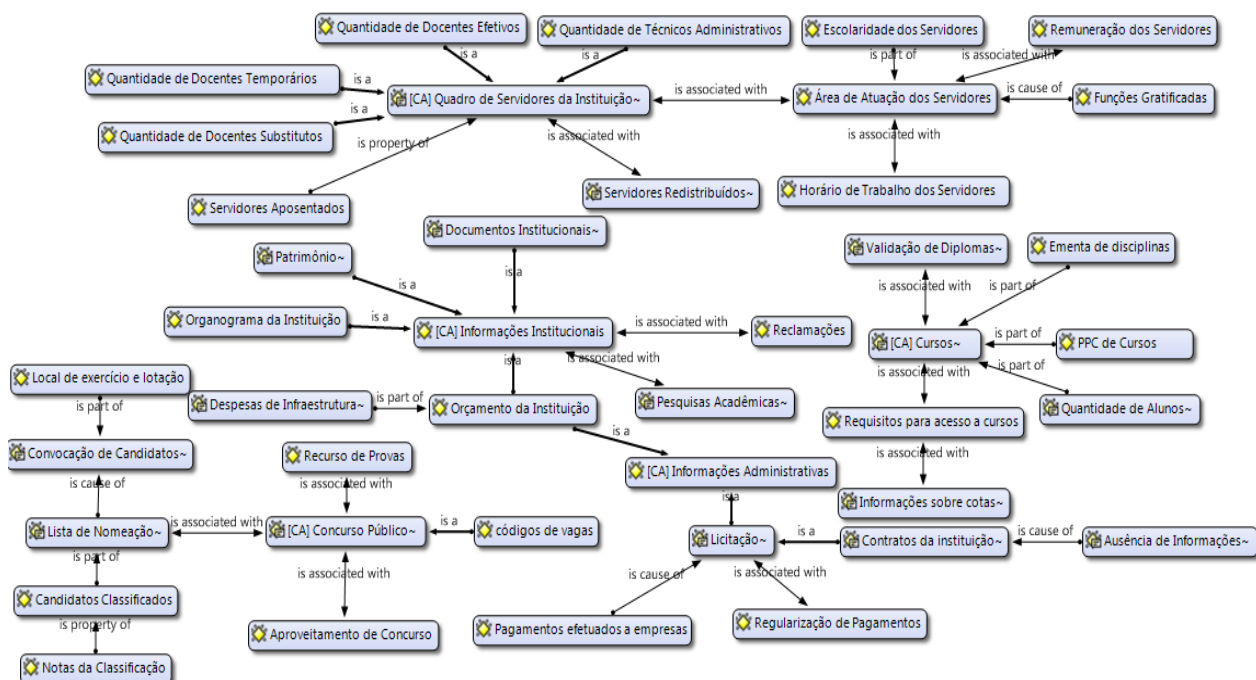 Quantidade de Docentes Efetivos
Quantidade de Técnicos Administrativos
Escolaridade dos Servidores
Remuneração dos Servidores
is a
is a
is part of
is associated with
Quantidade de Docentes Temporários
is a
[CA] Quadro de Servidores da Instituição~
is associated with
Área de Atuação dos Servidores
is cause of
Funções Gratificadas
is a
Quantidade de Docentes Substitutos
is property of
is associated with
is associated with
Servidores Aposentados
Servidores Redistribuídos~
Horário de Trabalho dos Servidores
Documentos Institucionais~
Validação de Diplomas~
Ementa de disciplinas
Patrimônio~
is a
is a
is associated with
is part of
Organograma da Instituição
is a
[CA] Informações Institucionais
is associated with
Reclamações
[CA] Cursos~
is part of
PPC de Cursos
is a
is associated with
is associated with
is part of
Local de exercício e lotação
is part of
Despesas de Infraestrutura~
is part of
Orçamento da Instituição
Pesquisas Acadêmicas~
Requisitos para acesso a cursos
Quantidade de Alunos~
is a
is associated with
Convocação de Candidatos~
Recurso de Provas
[CA] Informações Administrativas
is cause of
is associated with
is a
Informações sobre cotas~
Lista de Nomeação~
is associated with
[CA] Concurso Público~
is a
códigos de vagas
Licitação~
is a
Contratos da instituição~
is cause of
Ausência de Informações~
is part of
is associated with
is cause of
is associated with
Candidatos Classificados
is property of
Aproveitamento de Concurso
Pagamentos efetuados a empresas
Regularização de Pagamentos
Notas da Classificação